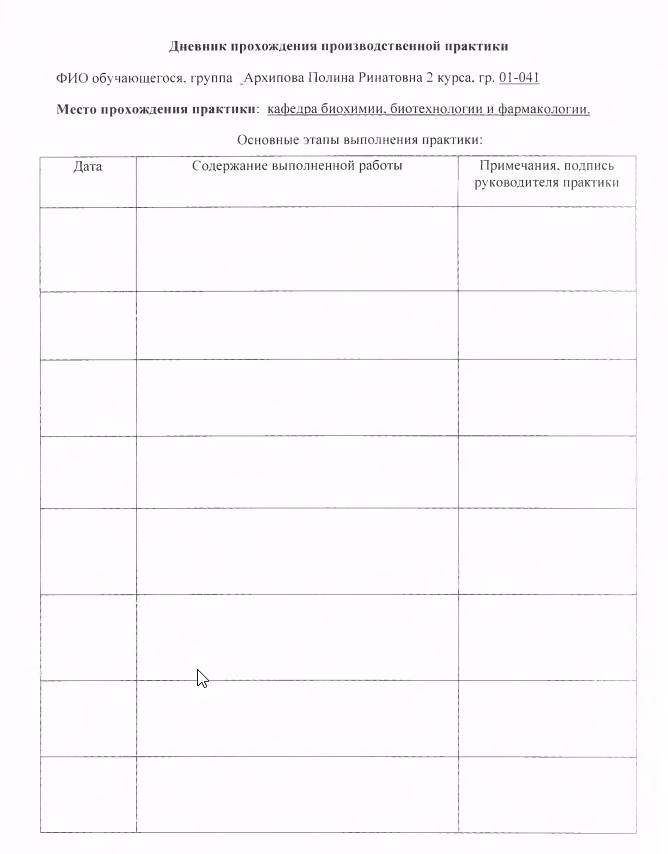 Дневник прохождения производственной практики
ФИО обучающегося, группа _Архипова Полина Ринатовна 2 курса, гр. 01-041
Место прохождения практики: кафедра биохимии, биотехнологии и фармакологии.
Основные этапы выполнения практики:
Дата
Содержание выполненной работы
Примечания, подпись
руководителя практики